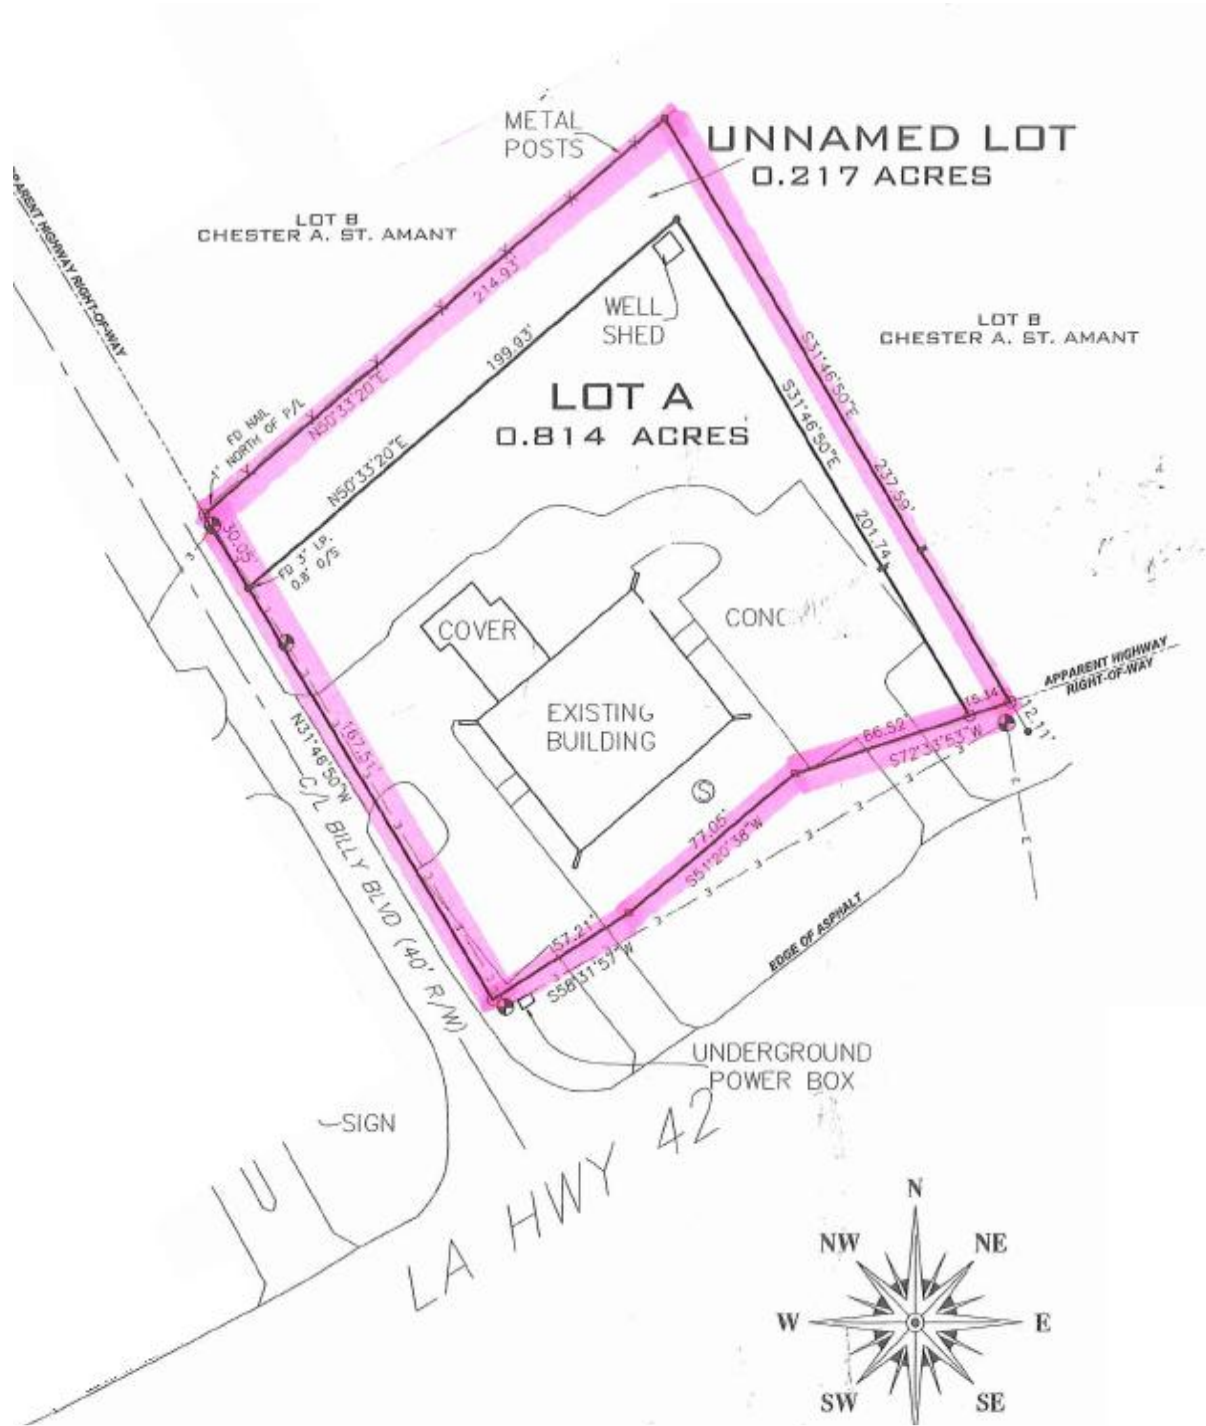 METAL
POSTS
UNNAMED LOT
0.217 ACRES
LOT B
CHESTER A. ST. AMANT
HIGHWAY RIGHT-OF-WAY
214.93'
N50°33'20"E
199.93'
N50°33'20"E
WELL
SHED
LOT B
CHESTER A. ST. AMANT
LOT A
0.814 ACRES
S31°46'50"E
237.59'
S31°46'50"E
201.74'
FD NAIL
1" NORTH OF P/L
30.05'
FD 3" I.P.
0.8' O/S
COVER
CONC
EXISTING
BUILDING
APPARENT HIGHWAY
RIGHT-OF-WAY
15.14'
12.11'
66.52'
S72°33'53"W
167.51'
N31°46'50"W
C/L BILLY BLVD (40' R/W)
S
77.05'
S51°20'38"W
57.21'
S58°31'57"W
EDGE OF ASPHALT
UNDERGROUND
POWER BOX
SIGN
LA HWY 42
N
NW
NE
W
E
SW
SE